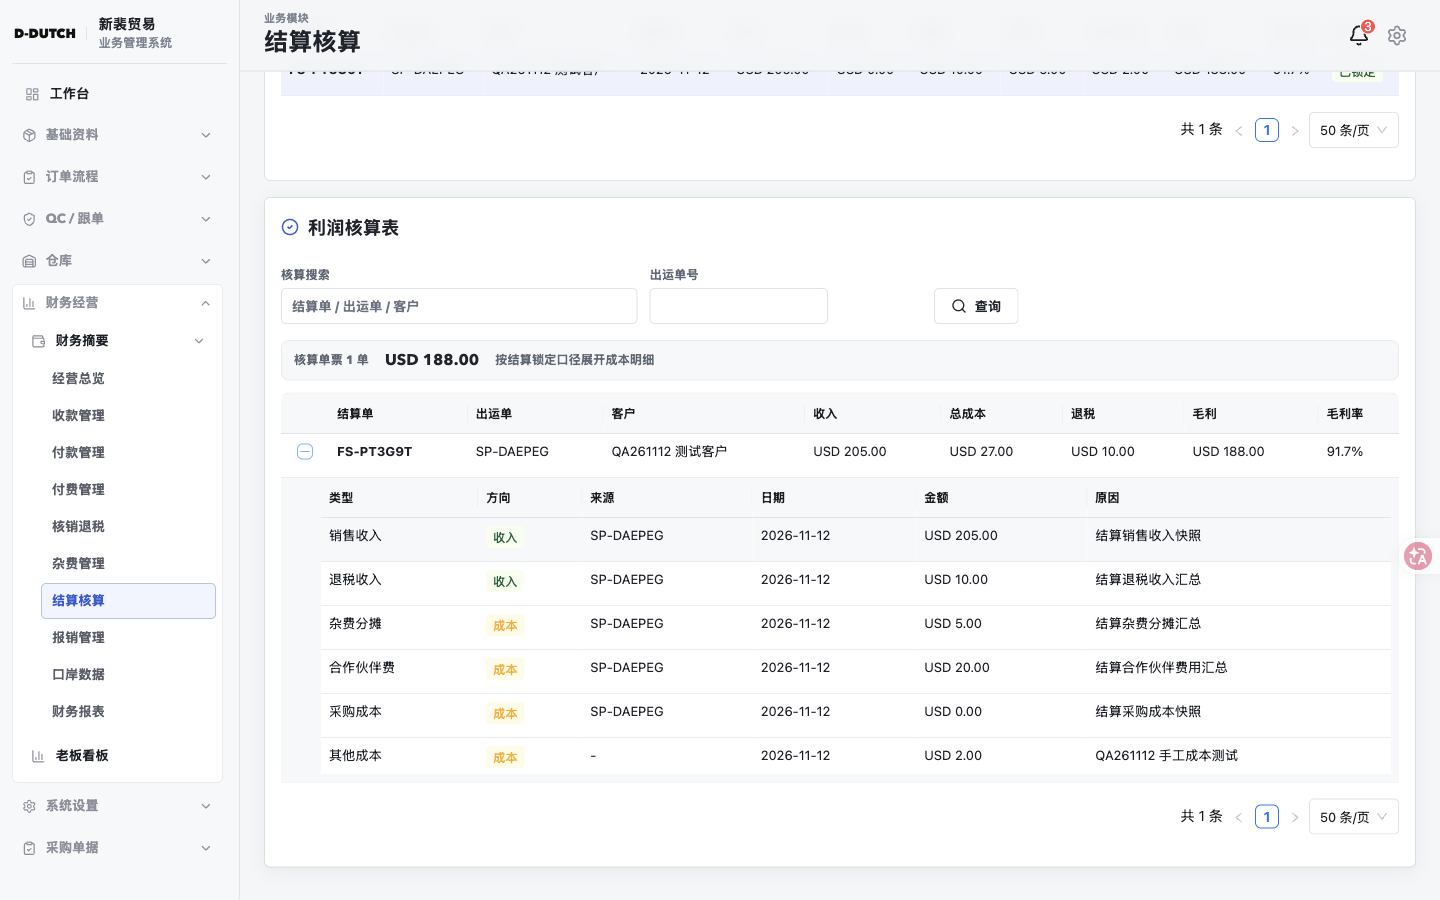 D-DUTCH
新裴贸易
业务管理系统
工作台
基础资料
订单流程
QC / 跟单
仓库
财务经营
财务摘要
经营总览
收款管理
付款管理
付费管理
核销退税
杂费管理
结算核算
报销管理
口岸数据
财务报表
老板看板
系统设置
采购单据
业务模块
结算核算
3
共 1 条
1
50 条/页
利润核算表
核算搜索
出运单号
结算单 / 出运单 / 客户
查询
核算单票 1 单 USD 188.00 按结算锁定口径展开成本明细
结算单 出运单 客户 收入 总成本 退税 毛利 毛利率
FS-PT3G9T SP-DAEPEG QA261112 测试客户 USD 205.00 USD 27.00 USD 10.00 USD 188.00 91.7%
类型 方向 来源 日期 金额 原因
销售收入 收入 SP-DAEPEG 2026-11-12 USD 205.00 结算销售收入快照
退税收入 收入 SP-DAEPEG 2026-11-12 USD 10.00 结算退税收入汇总
杂费分摊 成本 SP-DAEPEG 2026-11-12 USD 5.00 结算杂费分摊汇总
合作伙伴费 成本 SP-DAEPEG 2026-11-12 USD 20.00 结算合作伙伴费用汇总
采购成本 成本 SP-DAEPEG 2026-11-12 USD 0.00 结算采购成本快照
其他成本 成本 - 2026-11-12 USD 2.00 QA261112 手工成本测试
共 1 条
1
50 条/页